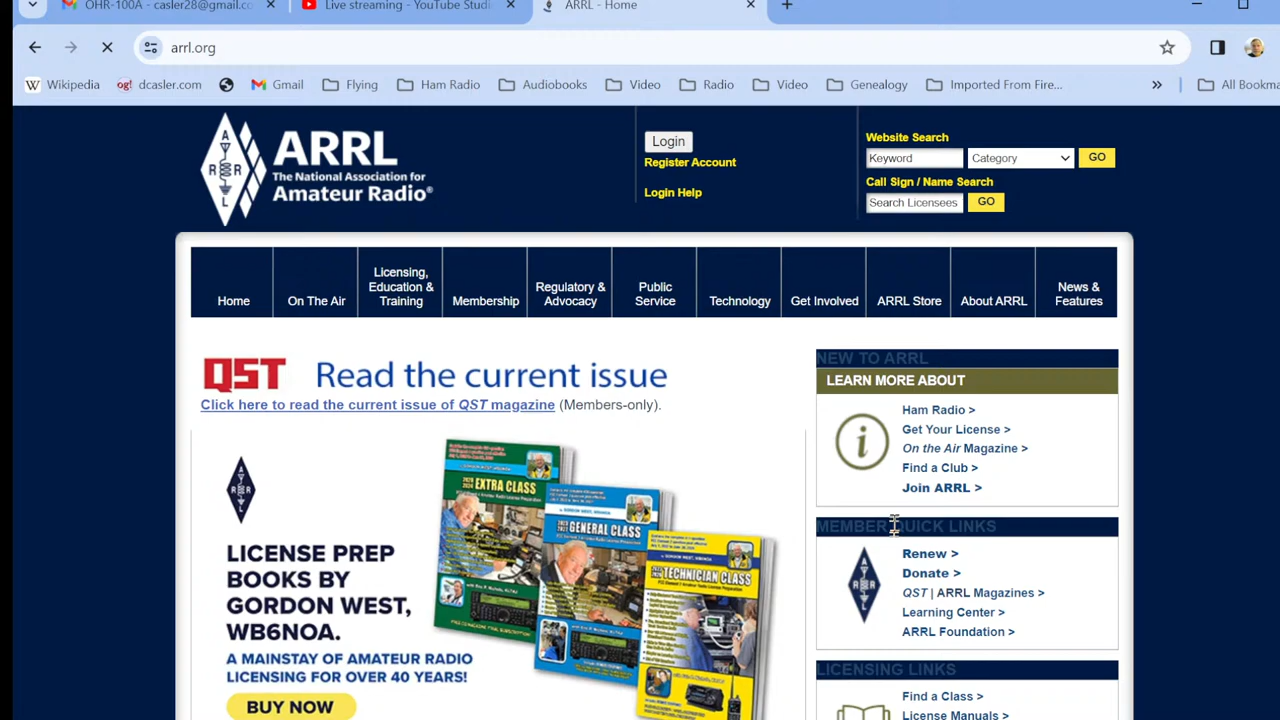 OHR-100A - casler28@gmail.co
Live streaming - YouTube Studi
ARRL - Home
arrl.org
Wikipedia
dcasler.com
Gmail
Flying
Ham Radio
Audiobooks
Video
Radio
Video
Genealogy
Imported From Fire...
»
All Bookma
ARRL
The National Association for
Amateur Radio®
Login
Register Account
Login Help
Website Search
Keyword
Category
GO
Call Sign / Name Search
Search Licensees
GO
Home
On The Air
Licensing,
Education &
Training
Membership
Regulatory &
Advocacy
Public
Service
Technology
Get Involved
ARRL Store
About ARRL
News &
Features
QST Read the current issue
Click here to read the current issue of QST magazine (Members-only).
LICENSE PREP
BOOKS BY
GORDON WEST,
WB6NOA.
A MAINSTAY OF AMATEUR RADIO
LICENSING FOR OVER 40 YEARS!
BUY NOW
EXTRA CLASS
GENERAL CLASS
TECHNICIAN CLASS
NEW TO ARRL
LEARN MORE ABOUT
Ham Radio >
Get Your License >
On the Air Magazine >
Find a Club >
Join ARRL >
MEMBER QUICK LINKS
Renew >
Donate >
QST | ARRL Magazines >
Learning Center >
ARRL Foundation >
LICENSING LINKS
Find a Class >
License Manuals >